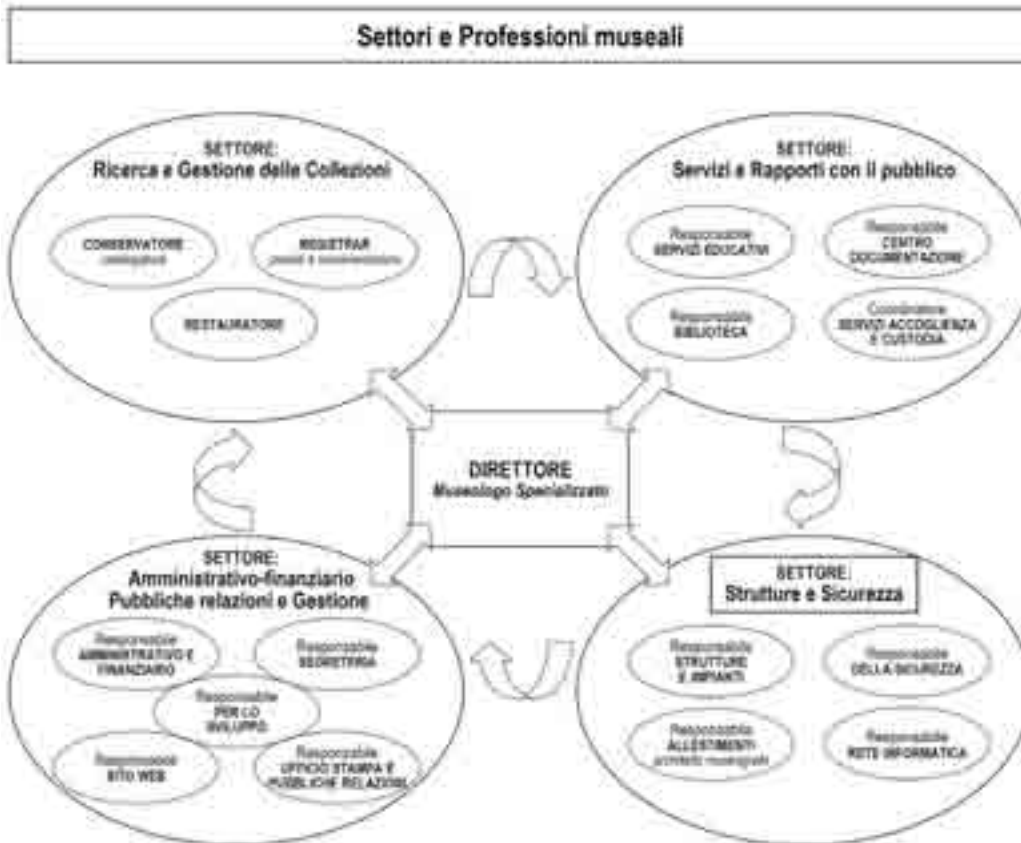 Settori e Professioni museali
SETTORE:
Ricerca e Gestione delle Collezioni
CONSERVATORE
REGISTRAR
RESTAURATORE
SETTORE:
Servizi e Rapporti con il pubblico
Responsabile
SERVIZI EDUCATIVI
Responsabile
CENTRO
DOCUMENTAZIONE
Responsabile
BIBLIOTECA
Coordinatore
SERVIZI ACCOGLIENZA
E CUSTODIA
DIRETTORE
Museologo Specializzato
SETTORE:
Amministrativo-finanziario
Pubbliche relazioni e Gestione
Responsabile
AMMINISTRATIVO E
FINANZIARIO
Responsabile
SEGRETERIA
Responsabile
PER LO
SVILUPPO
Responsabile
SITO WEB
Responsabile
UFFICIO STAMPA E
PUBBLICHE RELAZIONI
SETTORE:
Strutture e Sicurezza
Responsabile
STRUTTURE
E IMPIANTI
Responsabile
DELLA SICUREZZA
Responsabile
ALLESTIMENTI
architetto museografo
Responsabile
RETE INFORMATICA